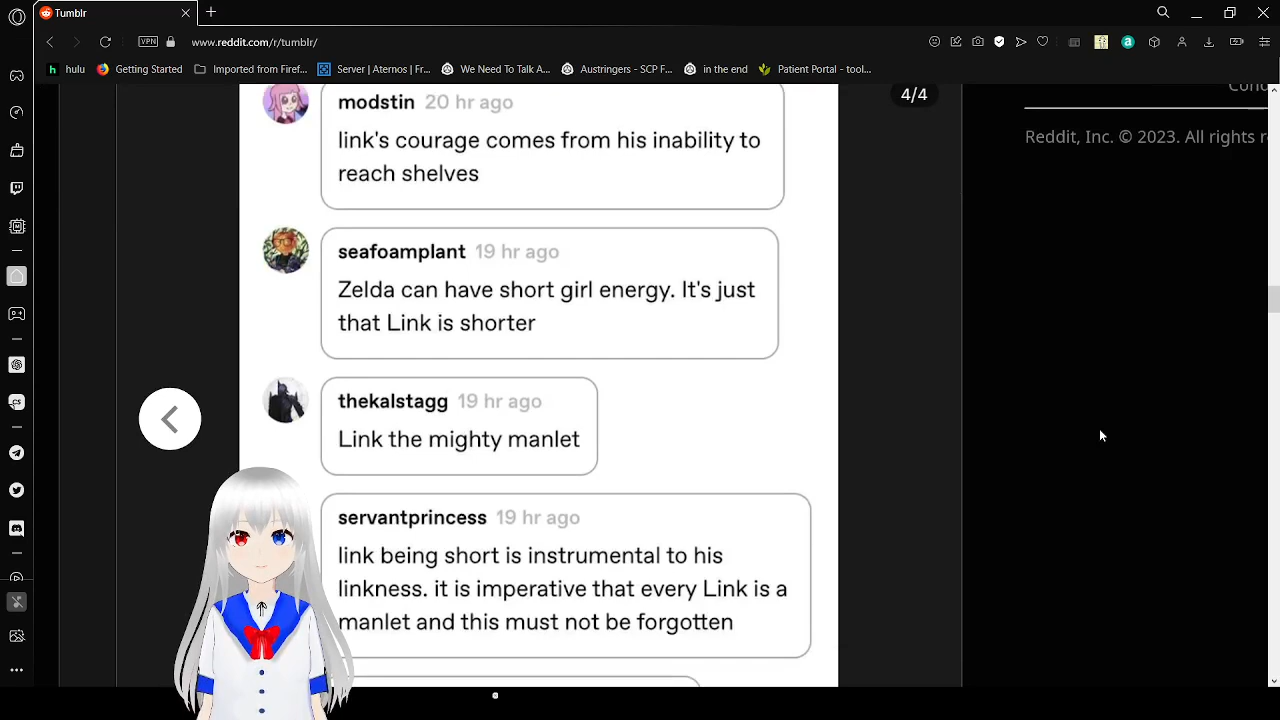 Tumblr
VPN
www.reddit.com/r/tumblr/
hulu
Getting Started
Imported from Firef...
Server | Aternos | Fr...
We Need To Talk A...
Austringers - SCP F...
in the end
Patient Portal - tool...
4/4
Reddit, Inc. © 2023. All rights re
modstin 20 hr ago
link's courage comes from his inability to
reach shelves
seafoamplant 19 hr ago
Zelda can have short girl energy. It's just
that Link is shorter
thekalstagg 19 hr ago
Link the mighty manlet
servantprincess 19 hr ago
link being short is instrumental to his
linkness. it is imperative that every Link is a
manlet and this must not be forgotten